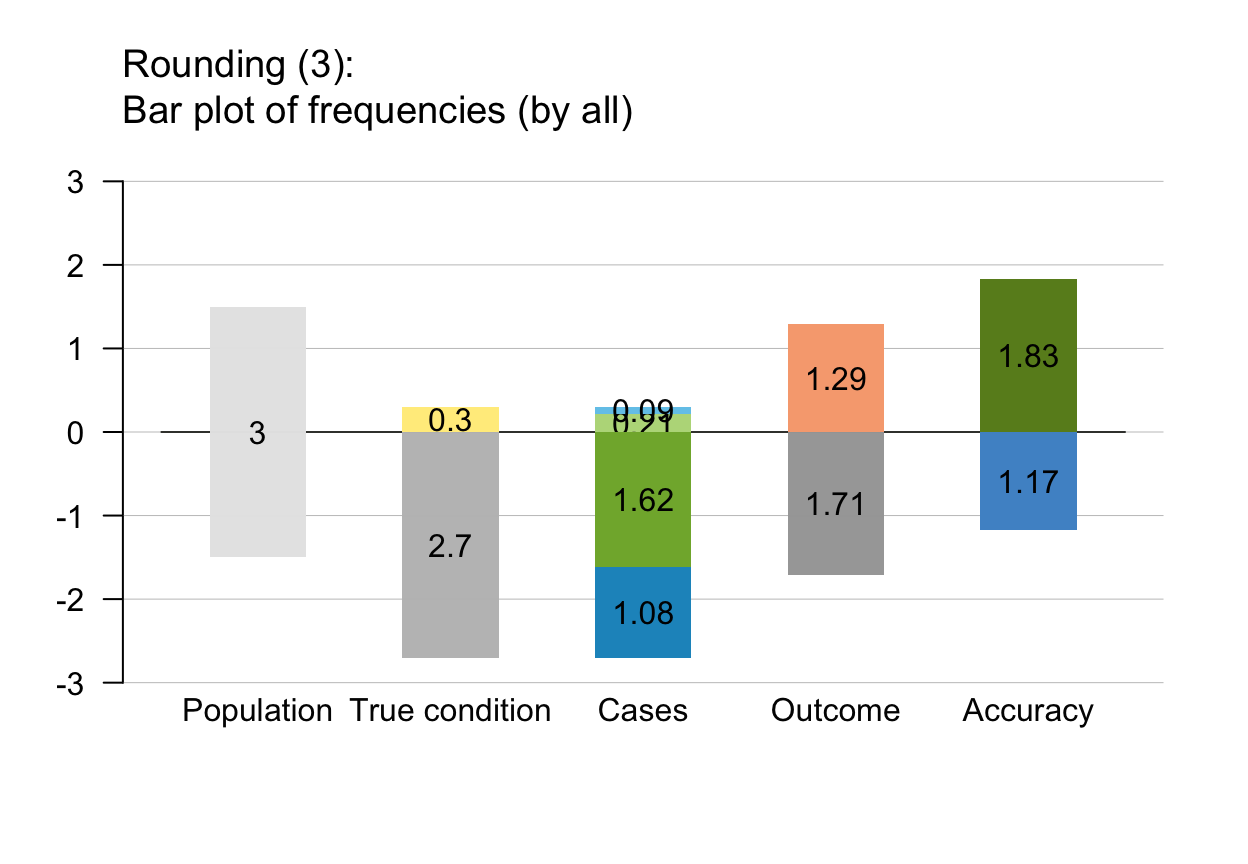 Rounding (3):
Bar plot of frequencies (by all)
3
2
1
0
-1
-2
-3
3
0.3
2.7
0.09
0.21
1.62
1.08
1.29
1.71
1.83
1.17
Population
True condition
Cases
Outcome
Accuracy